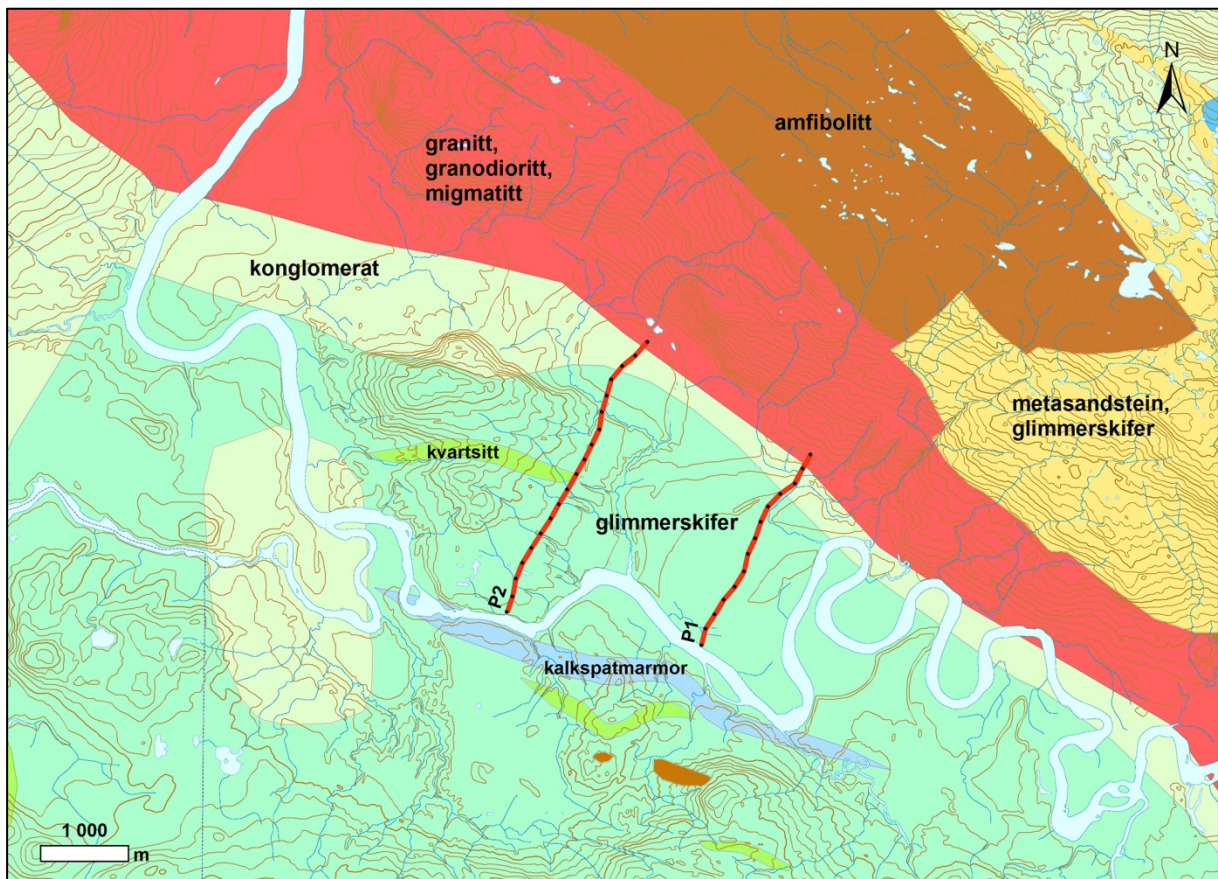 N
amfibolitt
granitt,
granodioritt,
migmatitt
konglomerat
metasandstein,
glimmerskifer
kvartsitt
glimmerskifer
P2
P1
kalkspatmarmor
1 000
m